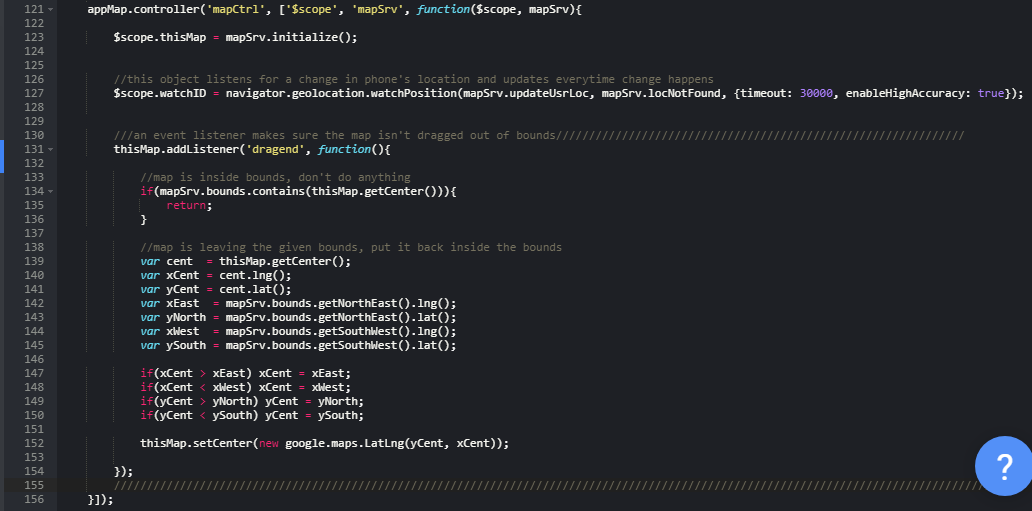 121 appMap.controller('mapCtrl', ['$scope', 'mapSrv', function($scope, mapSrv){
122
123 $scope.thisMap = mapSrv.initialize();
124
125
126 //this object listens for a change in phone's location and updates everytime change happens
127 $scope.watchID = navigator.geolocation.watchPosition(mapSrv.updateUsrLoc, mapSrv.locNotFound, {timeout: 30000, enableHighAccuracy: true});
128
129
130 ///an event listener makes sure the map isn't dragged out of bounds//////////////////////////////////////////////////////////////
131 thisMap.addListener('dragend', function(){
132
133 //map is inside bounds, don't do anything
134 if(mapSrv.bounds.contains(thisMap.getCenter())){
135 return;
136 }
137
138 //map is leaving the given bounds, put it back inside the bounds
139 var cent = thisMap.getCenter();
140 var xCent = cent.lng();
141 var yCent = cent.lat();
142 var xEast = mapSrv.bounds.getNorthEast().lng();
143 var yNorth = mapSrv.bounds.getNorthEast().lat();
144 var xWest = mapSrv.bounds.getSouthWest().lng();
145 var ySouth = mapSrv.bounds.getSouthWest().lat();
146
147 if(xCent > xEast) xCent = xEast;
148 if(xCent < xWest) xCent = xWest;
149 if(yCent > yNorth) yCent = yNorth;
150 if(yCent < ySouth) yCent = ySouth;
151
152 thisMap.setCenter(new google.maps.LatLng(yCent, xCent));
153
154 });
155 ////////////////////////////////////////////////////////////////////////////////////////////////////////////////////////////////////
156 }]);
?